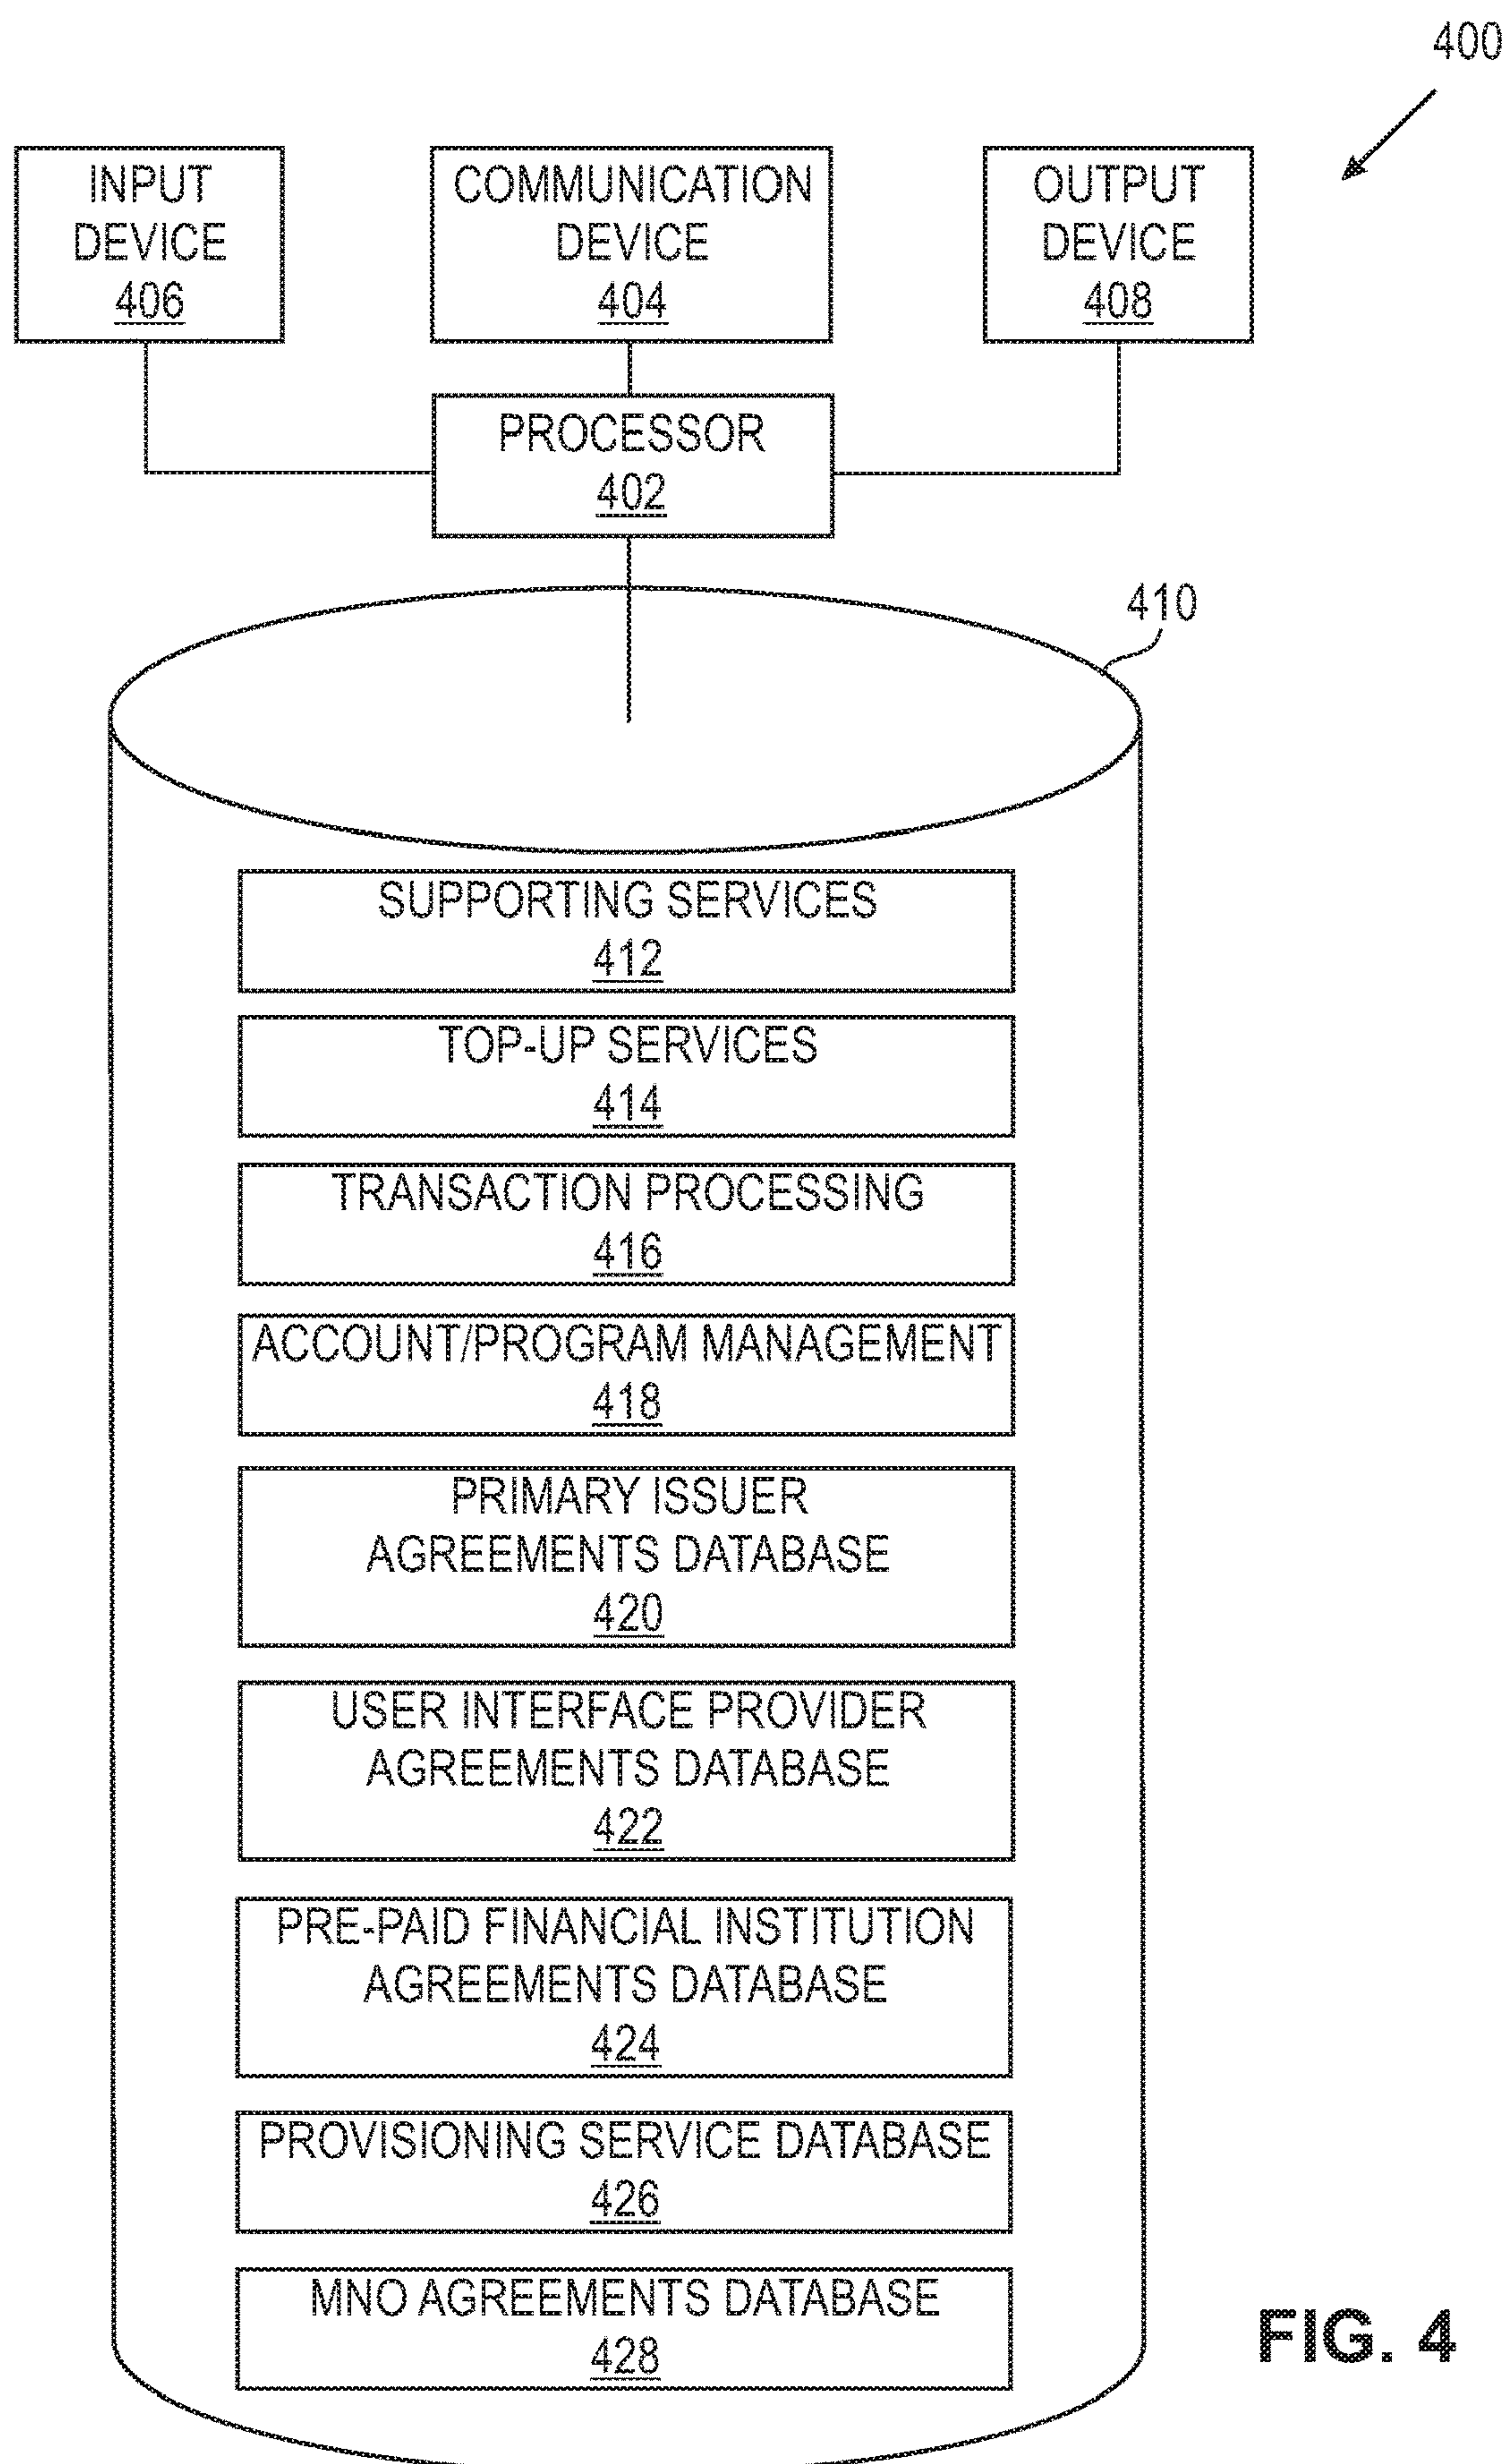 400
INPUT
DEVICE
406
COMMUNICATION
DEVICE
404
OUTPUT
DEVICE
408
PROCESSOR
402
410
SUPPORTING SERVICES
412
TOP-UP SERVICES
414
TRANSACTION PROCESSING
416
ACCOUNT/PROGRAM MANAGEMENT
418
PRIMARY ISSUER
AGREEMENTS DATABASE
420
USER INTERFACE PROVIDER
AGREEMENTS DATABASE
422
PRE-PAID FINANCIAL INSTITUTION
AGREEMENTS DATABASE
424
PROVISIONING SERVICE DATABASE
426
MNO AGREEMENTS DATABASE
428
FIG. 4